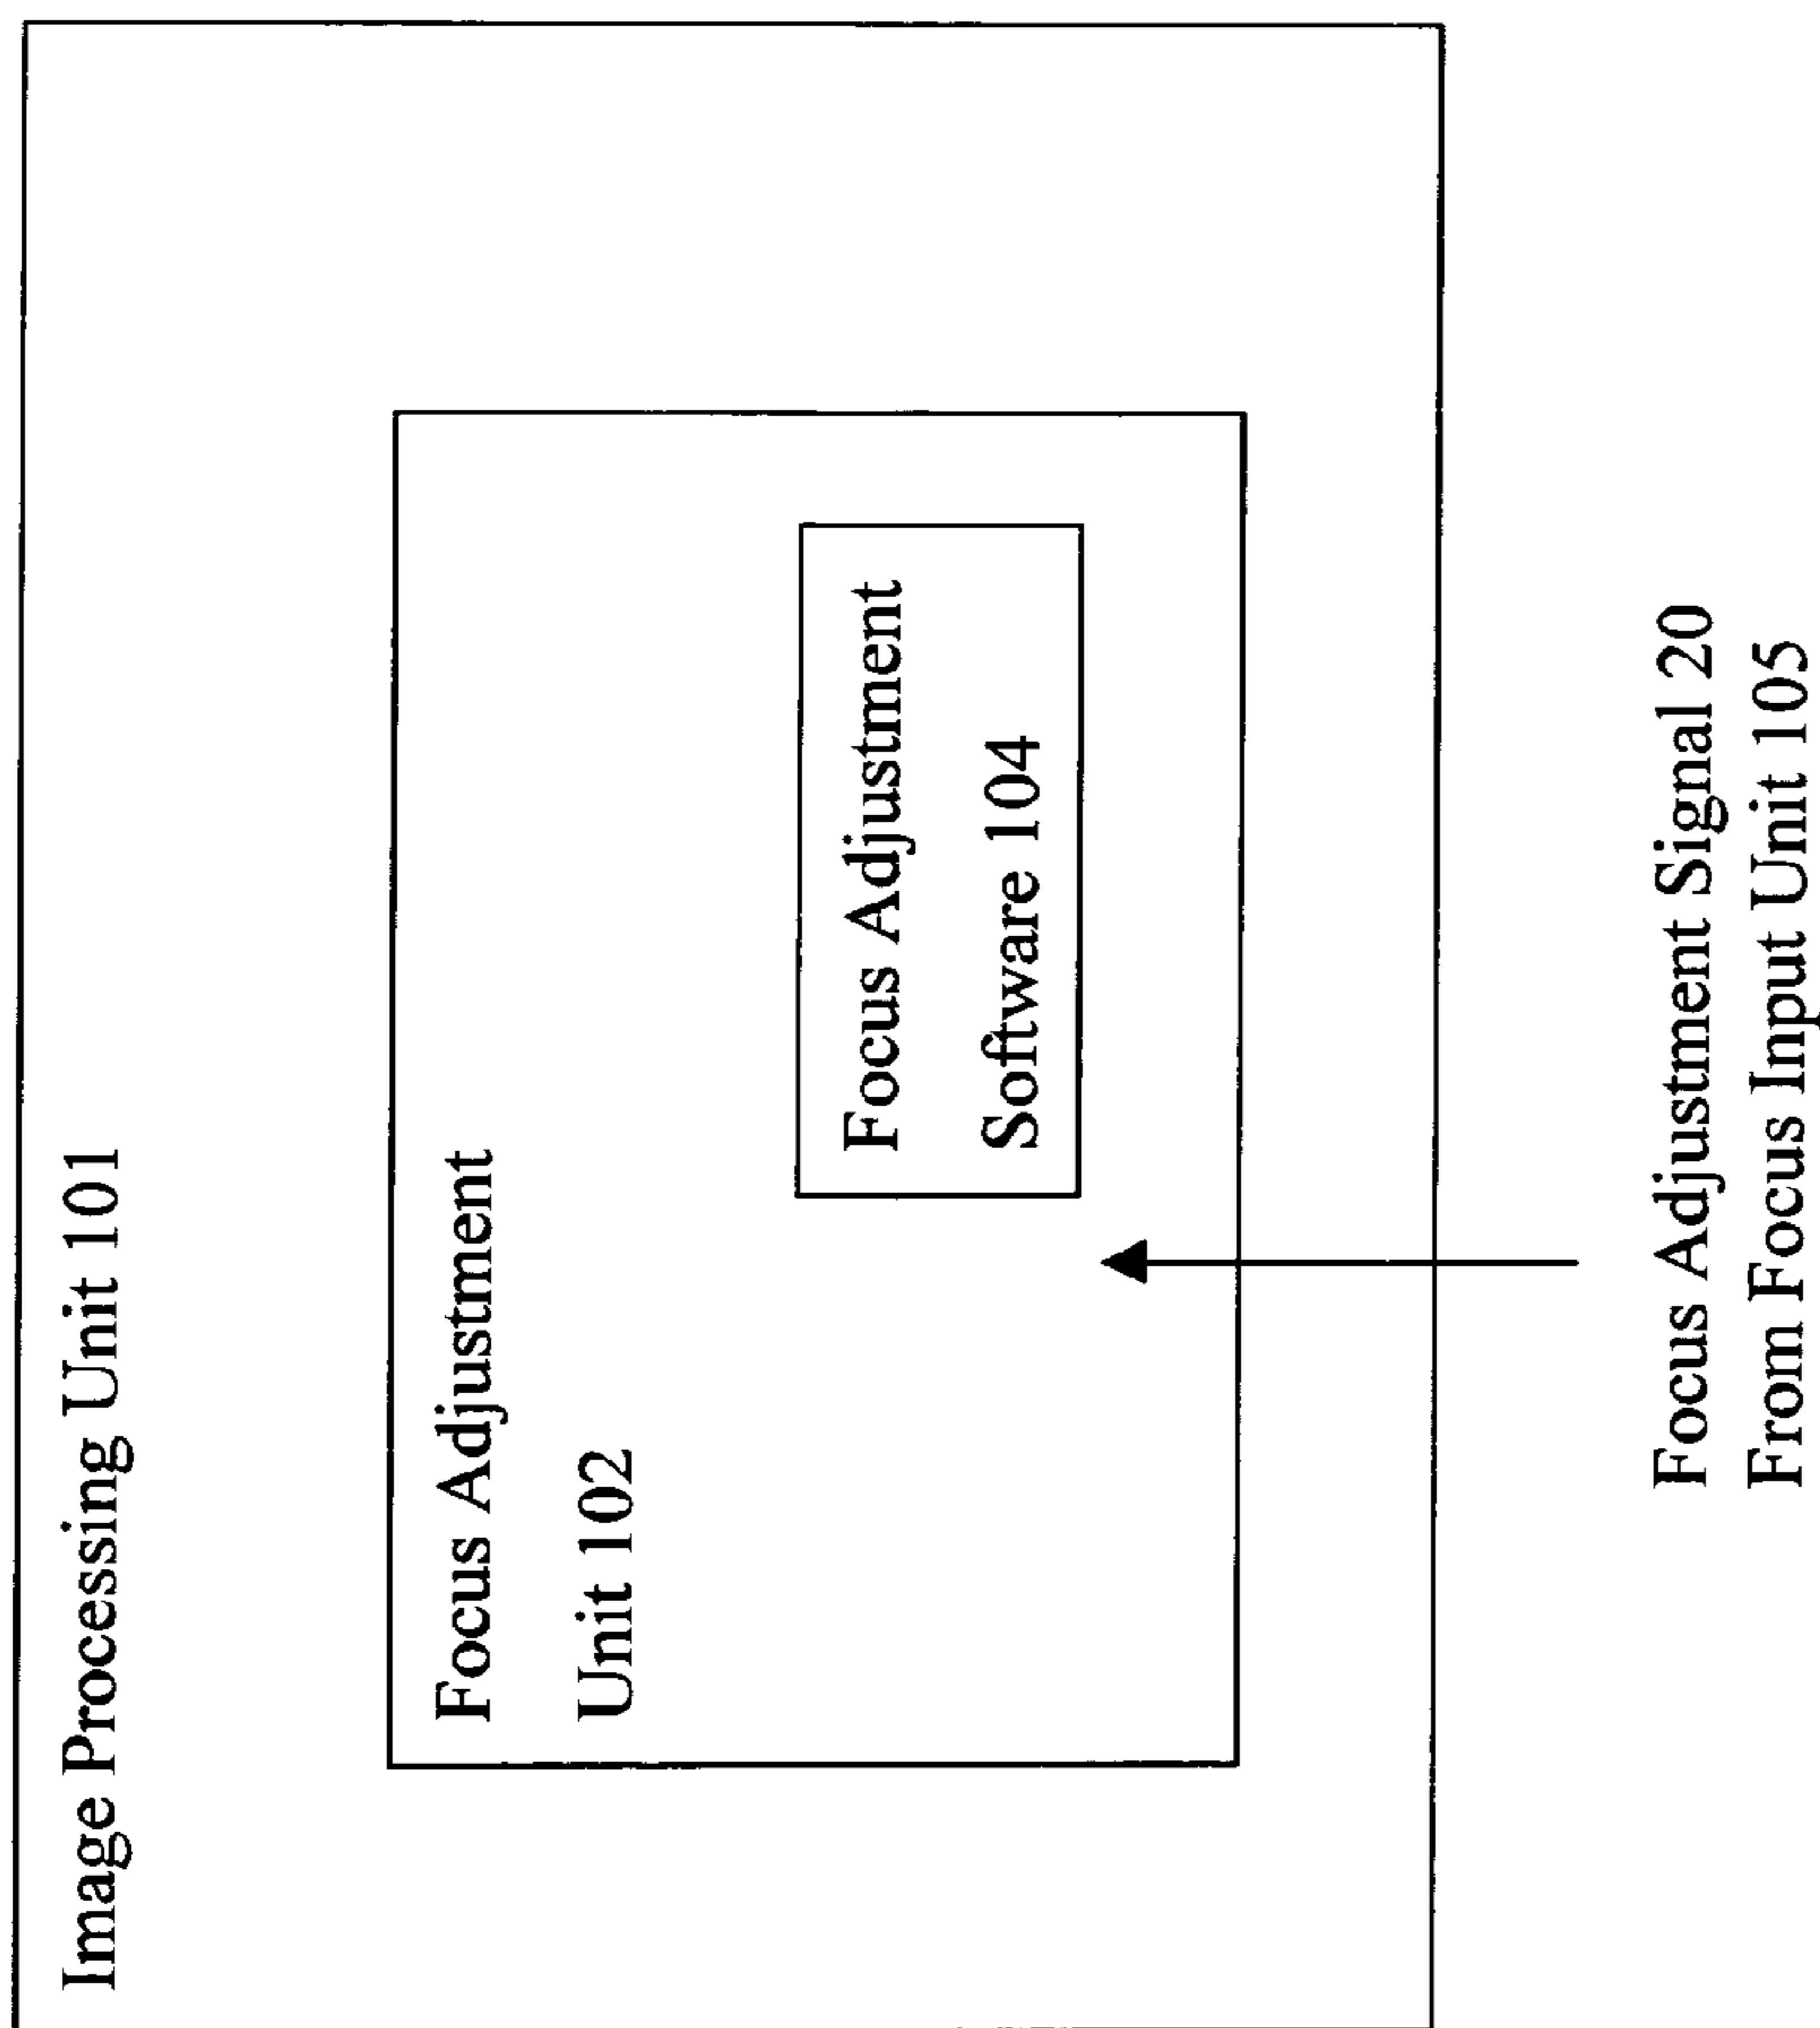 Image Processing Unit 101
Focus Adjustment
Unit 102
Focus Adjustment
Software 104
Focus Adjustment Signal 20
From Focus Input Unit 105